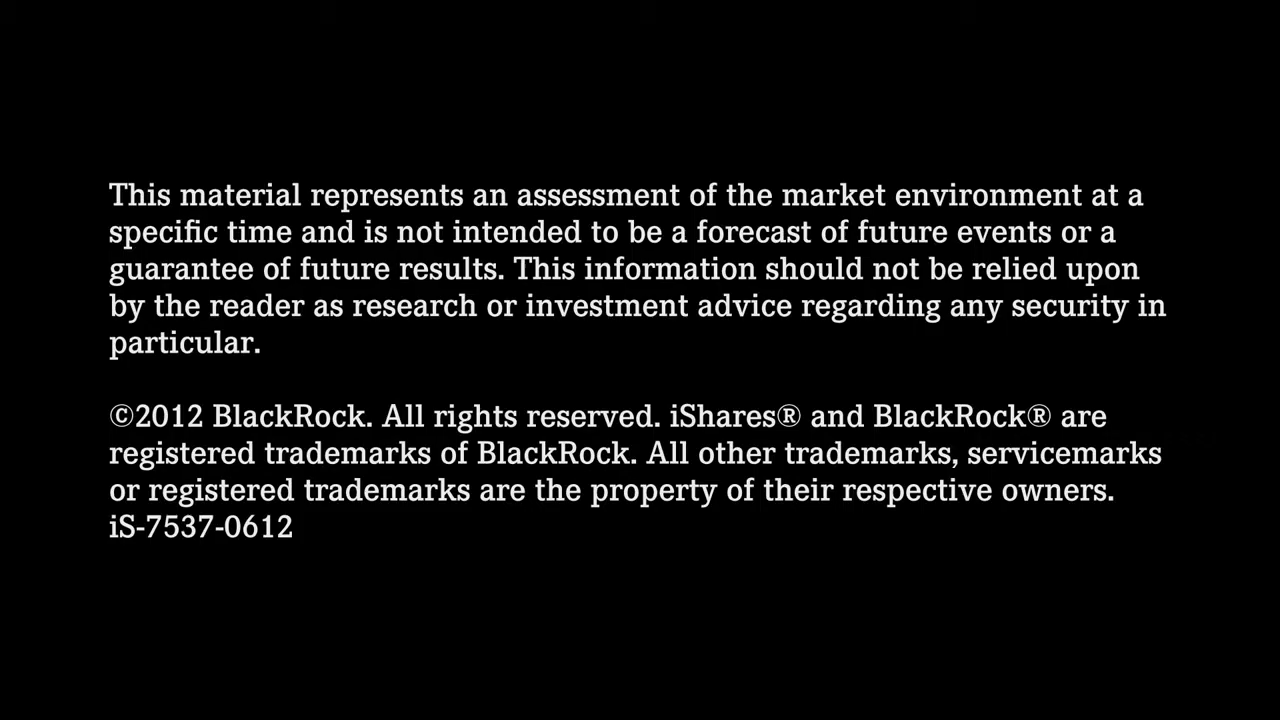 This material represents an assessment of the market environment at a
specific time and is not intended to be a forecast of future events or a
guarantee of future results. This information should not be relied upon
by the reader as research or investment advice regarding any security in
particular.
©2012 BlackRock. All rights reserved. iShares® and BlackRock® are
registered trademarks of BlackRock. All other trademarks, servicemarks
or registered trademarks are the property of their respective owners.
iS-7537-0612